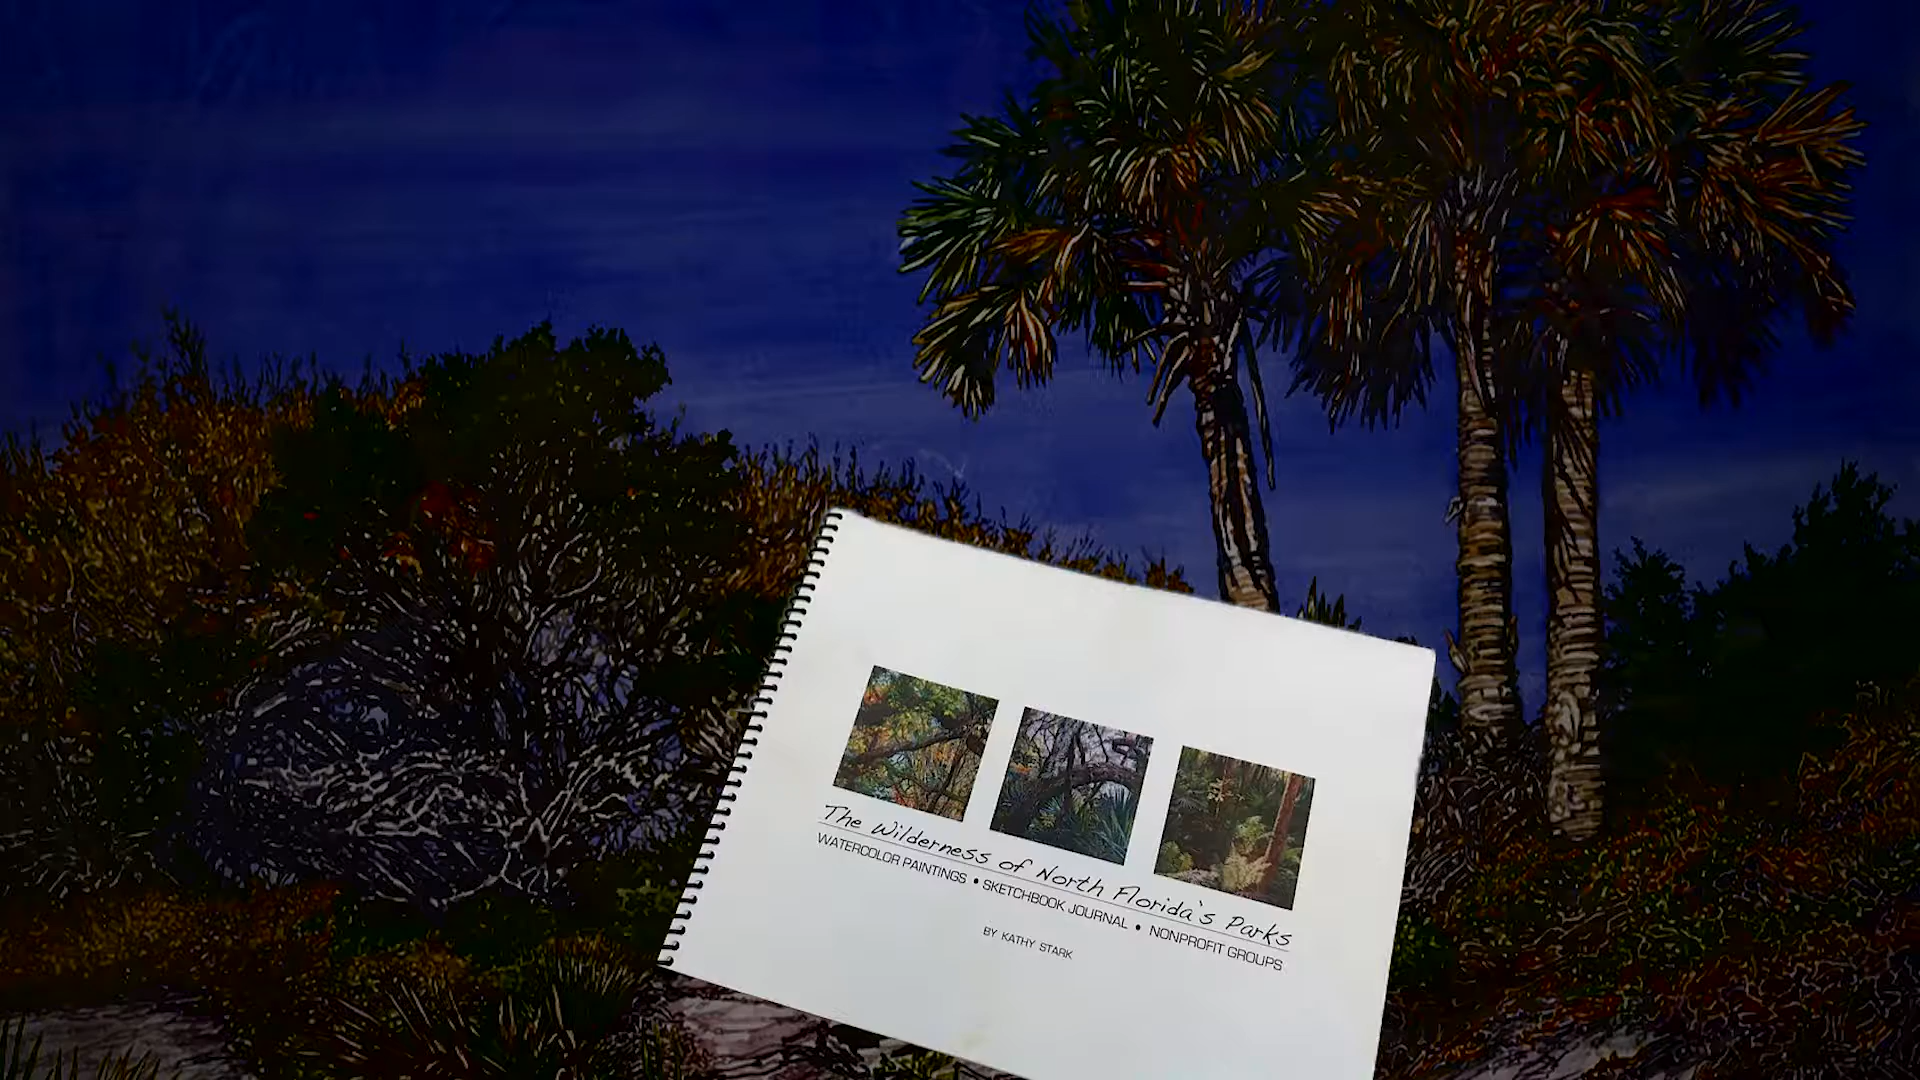 The Wilderness of North Florida's Parks
WATERCOLOR PAINTINGS • SKETCHBOOK JOURNAL • NONPROFIT GROUPS
BY KATHY STARK